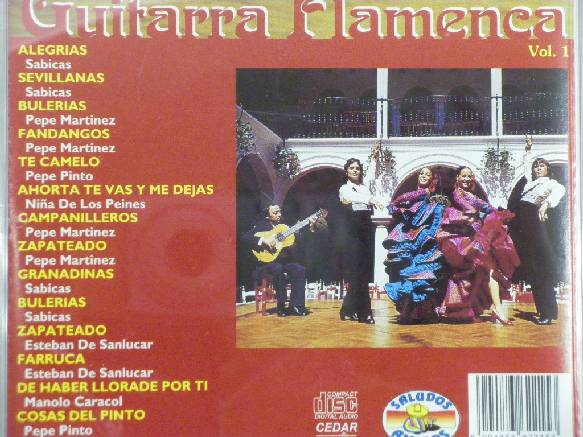 Guitarra Flamenca
Vol. 1
ALEGRIAS
Sabicas
SEVILLANAS
Sabicas
BULERIAS
Pepe Martinez
FANDANGOS
Pepe Martinez
TE CAMELO
Pepe Pinto
AHORTA TE VAS Y ME DEJAS
Niña De Los Peines
CAMPANILLEROS
Pepe Martinez
ZAPATEADO
Pepe Martinez
GRANADINAS
Sabicas
BULERIAS
Sabicas
ZAPATEADO
Esteban De Sanlucar
FARRUCA
Esteban De Sanlucar
DE HABER LLORADE POR TI
Manolo Caracol
COSAS DEL PINTO
Pepe Pinto
COMPACT
disc
DIGITAL AUDIO
CEDAR
SALUDOS